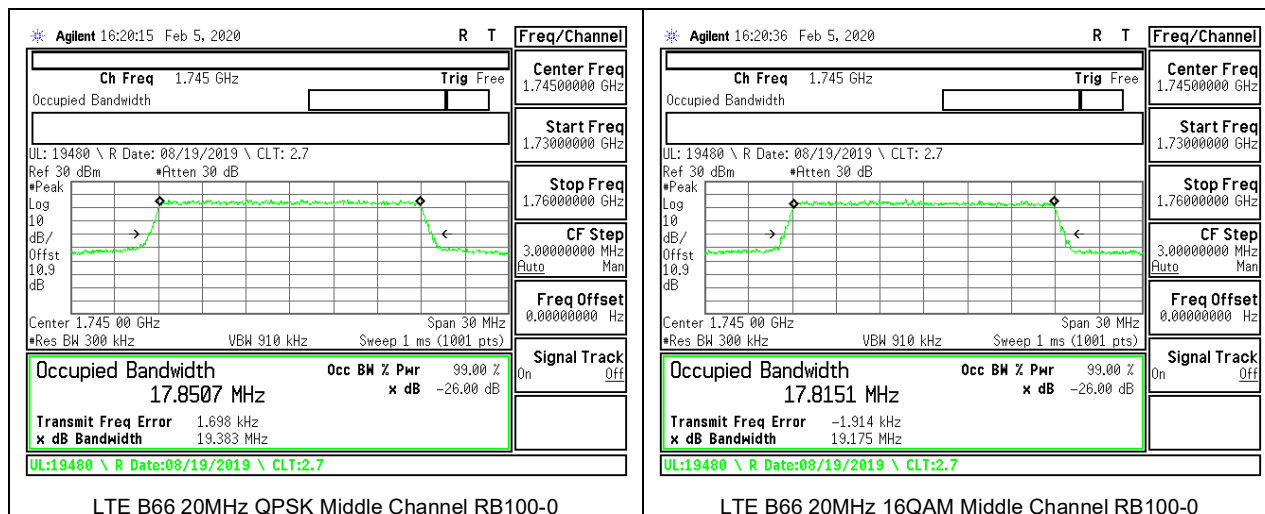 Agilent 16:20:15 Feb 5, 2020 R T
Freq/Channel
Ch Freq 1.745 GHz Trig Free
Occupied Bandwidth
Center Freq
1.74500000 GHz
Start Freq
1.73000000 GHz
Stop Freq
1.76000000 GHz
CF Step
3.00000000 MHz
Auto Man
Freq Offset
0.00000000 Hz
Signal Track
On Off
UL: 19480 \ R Date: 08/19/2019 \ CLT: 2.7
Ref 30 dBm #Atten 30 dB
#Peak
Log
10
dB/
Offst
10.9
dB
Center 1.745 00 GHz Span 30 MHz
#Res BW 300 kHz VBW 910 kHz Sweep 1 ms (1001 pts)
Occupied Bandwidth Occ BW % Pwr 99.00 %
17.8507 MHz x dB -26.00 dB
Transmit Freq Error 1.698 kHz
x dB Bandwidth 19.383 MHz
UL:19480 \ R Date:08/19/2019 \ CLT:2.7
LTE B66 20MHz QPSK Middle Channel RB100-0
Agilent 16:20:36 Feb 5, 2020 R T
Freq/Channel
Ch Freq 1.745 GHz Trig Free
Occupied Bandwidth
Center Freq
1.74500000 GHz
Start Freq
1.73000000 GHz
Stop Freq
1.76000000 GHz
CF Step
3.00000000 MHz
Auto Man
Freq Offset
0.00000000 Hz
Signal Track
On Off
UL: 19480 \ R Date: 08/19/2019 \ CLT: 2.7
Ref 30 dBm #Atten 30 dB
#Peak
Log
10
dB/
Offst
10.9
dB
Center 1.745 00 GHz Span 30 MHz
#Res BW 300 kHz VBW 910 kHz Sweep 1 ms (1001 pts)
Occupied Bandwidth Occ BW % Pwr 99.00 %
17.8151 MHz x dB -26.00 dB
Transmit Freq Error -1.914 kHz
x dB Bandwidth 19.175 MHz
UL:19480 \ R Date:08/19/2019 \ CLT:2.7
LTE B66 20MHz 16QAM Middle Channel RB100-0